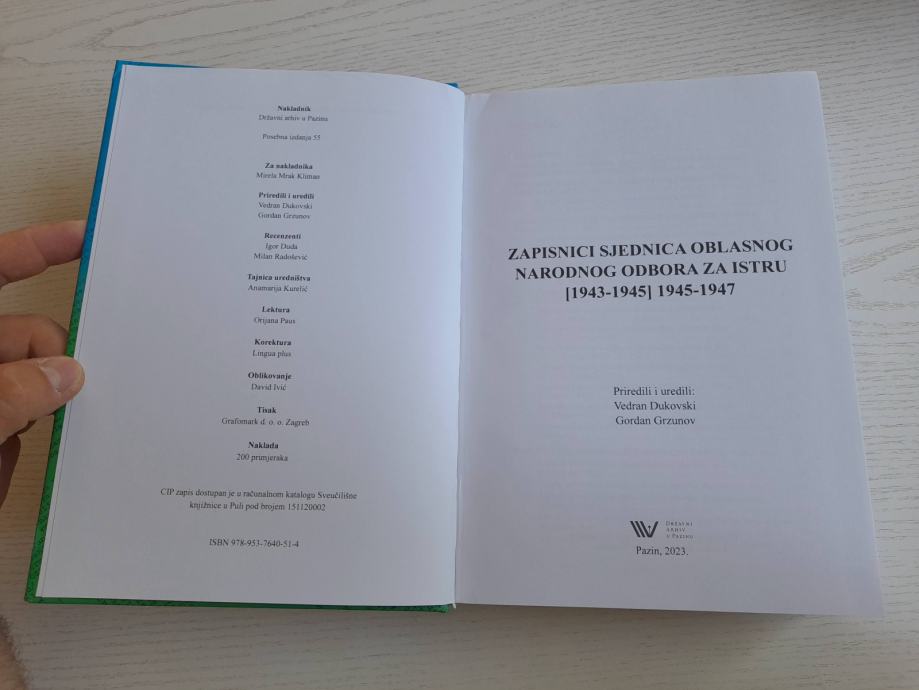 Nakladnik
Državni arhiv u Pazinu
Posebna izdanja 55
Za nakladnika
Mirela Mrak Kliman
Priredili i uredili
Vedran Dukovski
Gordan Grzunov
Recenzenti
Igor Duda
Milan Radošević
Tajnica uredništva
Anamarija Kurelić
Lektura
Orijana Paus
Korektura
Lingua plus
Oblikovanje
David Ivić
Tisak
Grafomark d. o. o. Zagreb
Naklada
200 primjeraka
CIP zapis dostupan je u računalnom katalogu Sveučilišne
knjižnice u Puli pod brojem 151120002
ISBN 978-953-7640-51-4
ZAPISNICI SJEDNICA OBLASNOG
NARODNOG ODBORA ZA ISTRU
[1943-1945] 1945-1947
Priredili i uredili:
Vedran Dukovski
Gordan Grzunov
DRŽAVNI
ARHIV
U PAZINU
Pazin, 2023.